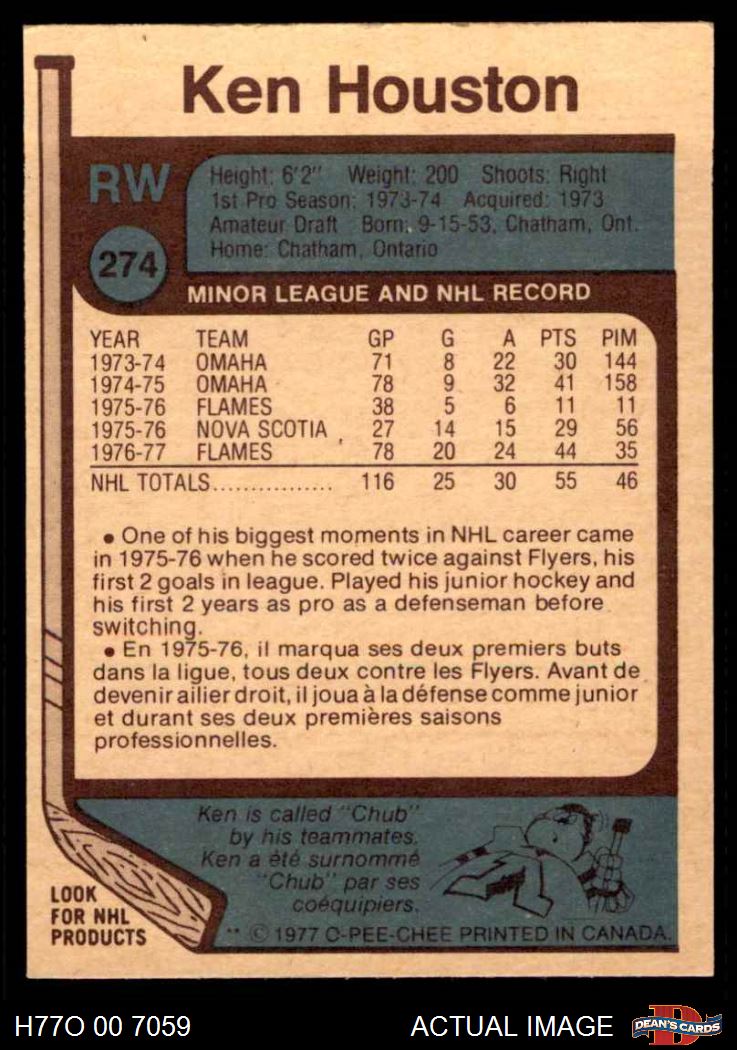 Ken Houston
RW
Height: 6'2" Weight: 200 Shoots: Right
1st Pro Season: 1973-74 Acquired: 1973
Amateur Draft Born: 9-15-53, Chatham, Ont.
Home: Chatham, Ontario
274
MINOR LEAGUE AND NHL RECORD
YEAR TEAM GP G A PTS PIM
1973-74 OMAHA 71 8 22 30 144
1974-75 OMAHA 78 9 32 41 158
1975-76 FLAMES 38 5 6 11 11
1975-76 NOVA SCOTIA 27 14 15 29 56
1976-77 FLAMES 78 20 24 44 35
NHL TOTALS................ 116 25 30 55 46
• One of his biggest moments in NHL career came
in 1975-76 when he scored twice against Flyers, his
first 2 goals in league. Played his junior hockey and
his first 2 years as pro as a defenseman before
switching.
• En 1975-76, il marqua ses deux premiers buts
dans la ligue, tous deux contre les Flyers. Avant de
devenir ailier droit, il joua à la défense comme junior
et durant ses deux premières saisons
professionnelles.
Ken is called "Chub"
by his teammates.
Ken a été surnommé
"Chub" par ses
coéquipiers.
LOOK
FOR NHL
PRODUCTS
** © 1977 O-PEE-CHEE PRINTED IN CANADA.
H77O 00 7059 ACTUAL IMAGE DEAN'S CARDS